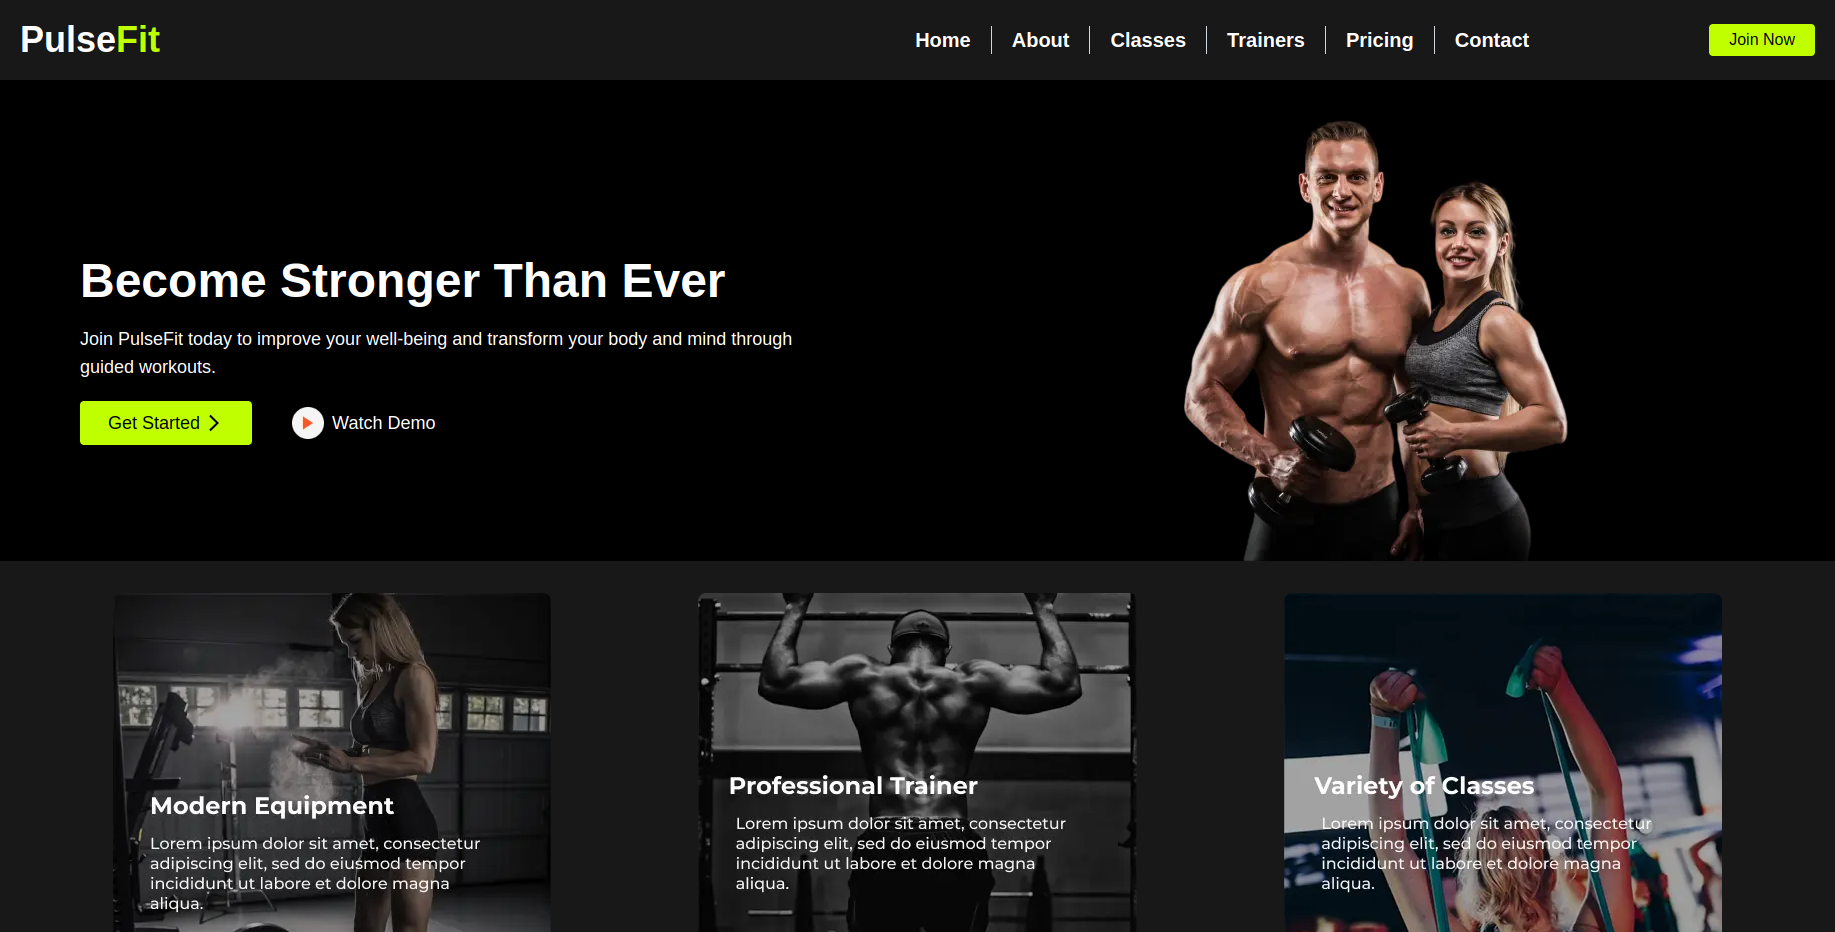 PulseFit
Home
About
Classes
Trainers
Pricing
Contact
Join Now
Become Stronger Than Ever
Join PulseFit today to improve your well-being and transform your body and mind through
guided workouts.
Get Started
Watch Demo
Modern Equipment
Lorem ipsum dolor sit amet, consectetur
adipiscing elit, sed do eiusmod tempor
incididunt ut labore et dolore magna
aliqua.
Professional Trainer
Lorem ipsum dolor sit amet, consectetur
adipiscing elit, sed do eiusmod tempor
incididunt ut labore et dolore magna
aliqua.
Variety of Classes
Lorem ipsum dolor sit amet, consectetur
adipiscing elit, sed do eiusmod tempor
incididunt ut labore et dolore magna
aliqua.